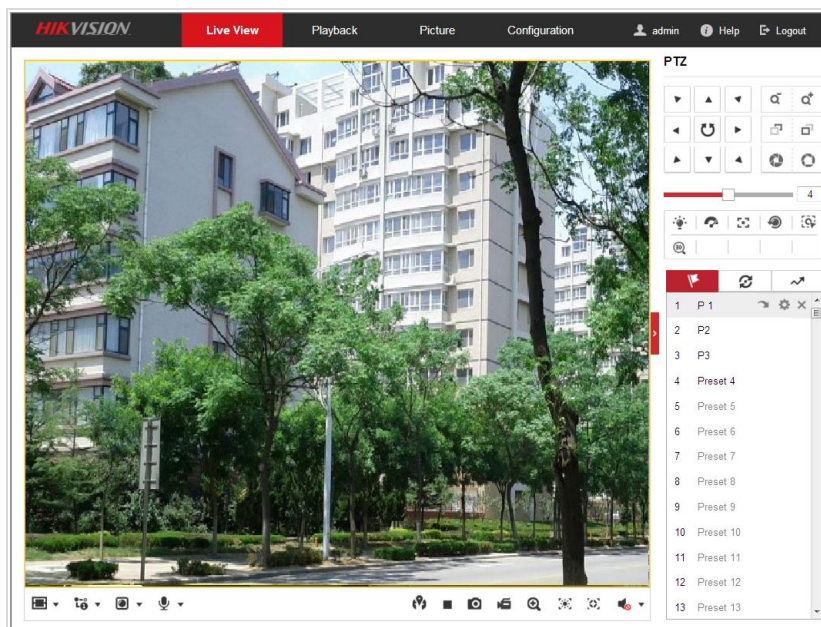 HIKVISION
Live View
Playback
Picture
Configuration
admin
Help
Logout
PTZ
4
1 P 1
2 P2
3 P3
4 Preset 4
5 Preset 5
6 Preset 6
7 Preset 7
8 Preset 8
9 Preset 9
10 Preset 10
11 Preset 11
12 Preset 12
13 Preset 13